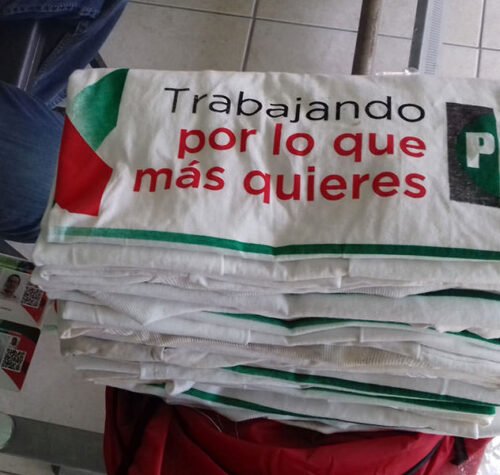 Trabajando
por lo que
más quieres
P